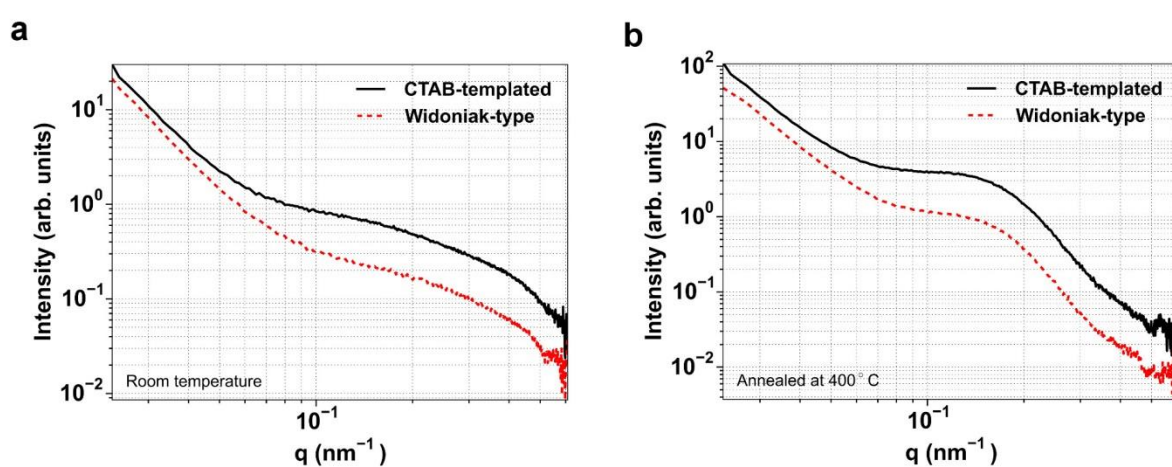 a
CTAB-templated
Widoniak-type
10¹
10⁰
10⁻¹
10⁻²
Intensity (arb. units)
Room temperature
10⁻¹
q (nm⁻¹)
b
CTAB-templated
Widoniak-type
10²
10¹
10⁰
10⁻¹
10⁻²
Intensity (arb. units)
Annealed at 400° C
10⁻¹
q (nm⁻¹)